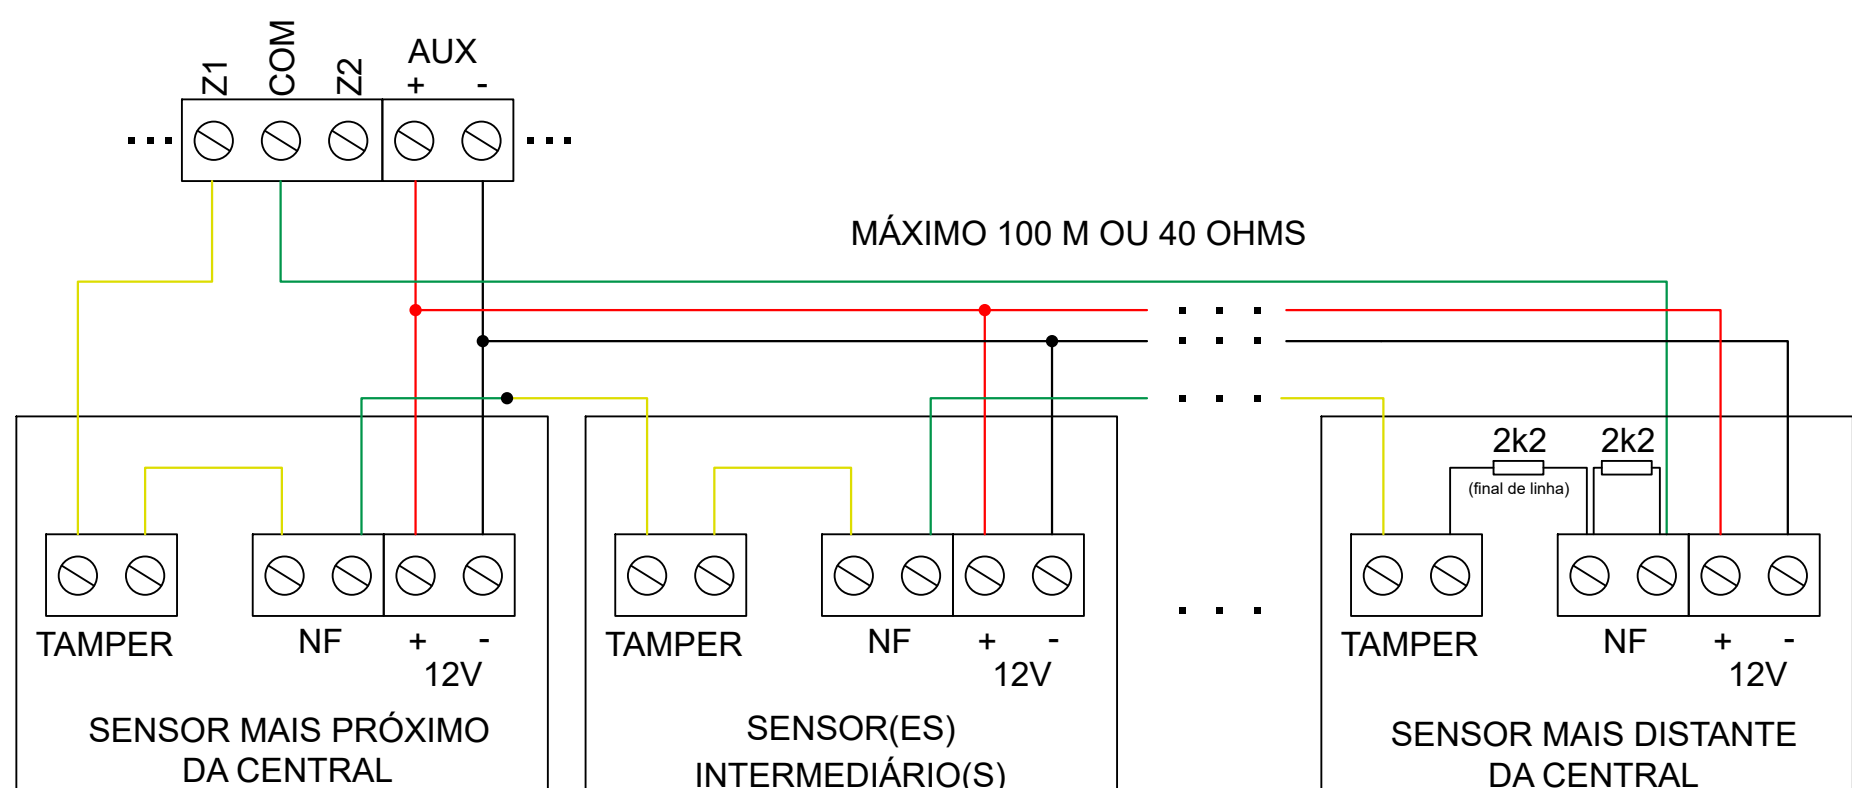 Z1 COM Z2 AUX
+ -
MÁXIMO 100 M OU 40 OHMS
2k2 2k2
(final de linha)
TAMPER NF + -
12V
SENSOR MAIS PRÓXIMO
DA CENTRAL
TAMPER NF + -
12V
SENSOR(ES)
INTERMEDIÁRIO(S)
TAMPER NF + -
12V
SENSOR MAIS DISTANTE
DA CENTRAL